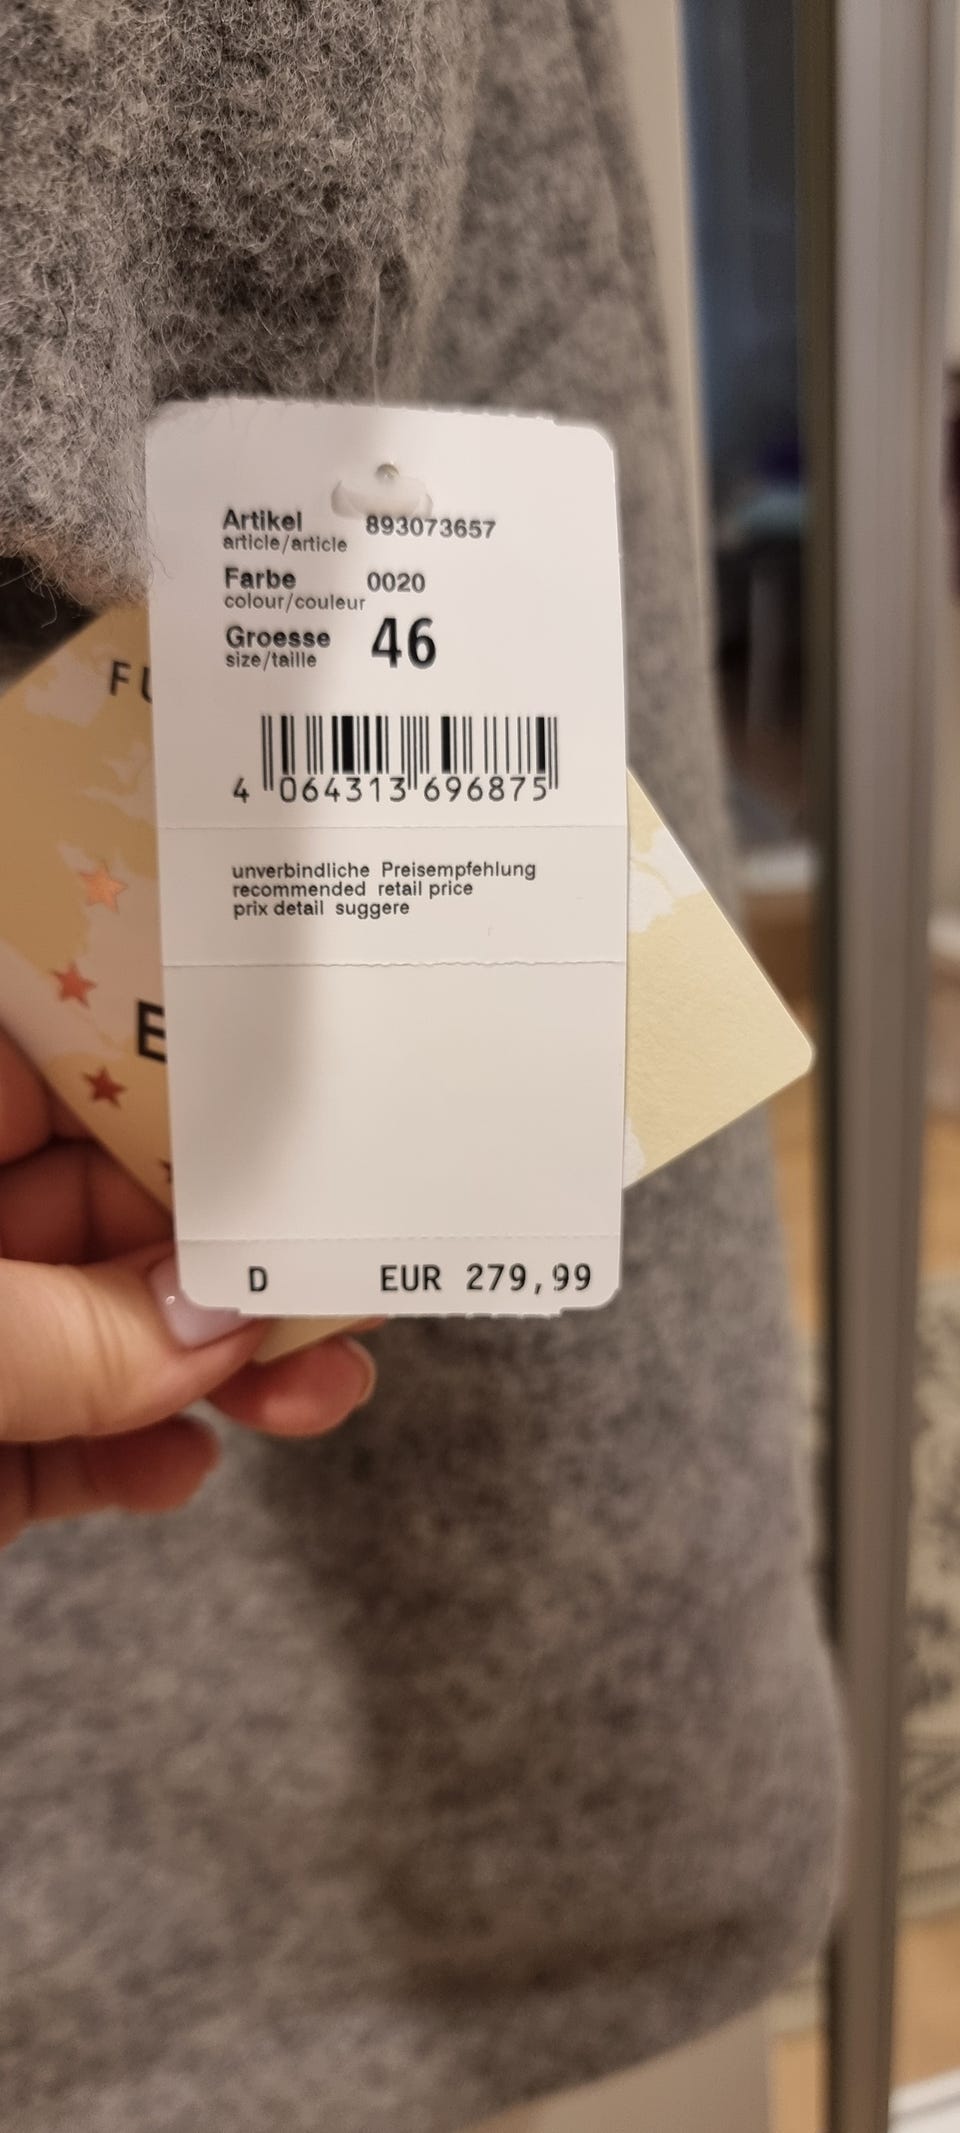 Artikel 893073657
article/article
Farbe 0020
colour/couleur
Groesse 46
size/taille
4 064313 696875
unverbindliche Preisempfehlung
recommended retail price
prix detail suggere
D EUR 279,99
FU
E